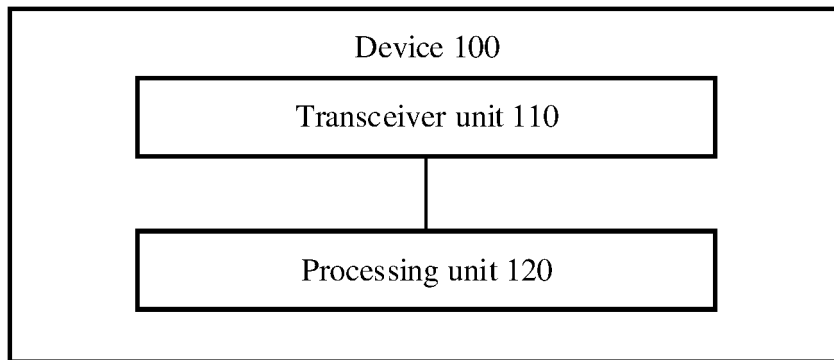 Device 100
Transceiver unit 110
Processing unit 120